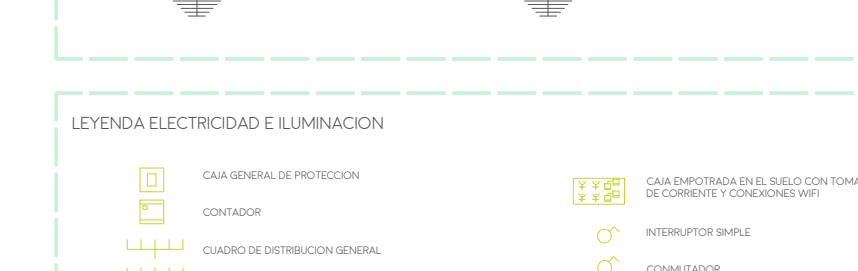 LEYENDA ELECTRICIDAD E ILUMINACION
CAJA GENERAL DE PROTECCION
CONTADOR
CUADRO DE DISTRIBUCION GENERAL
CAJA EMPOTRADA EN EL SUELO CON TOMA
DE CORRIENTE Y CONEXIONES WIFI
INTERRUPTOR SIMPLE
CONMUTADOR